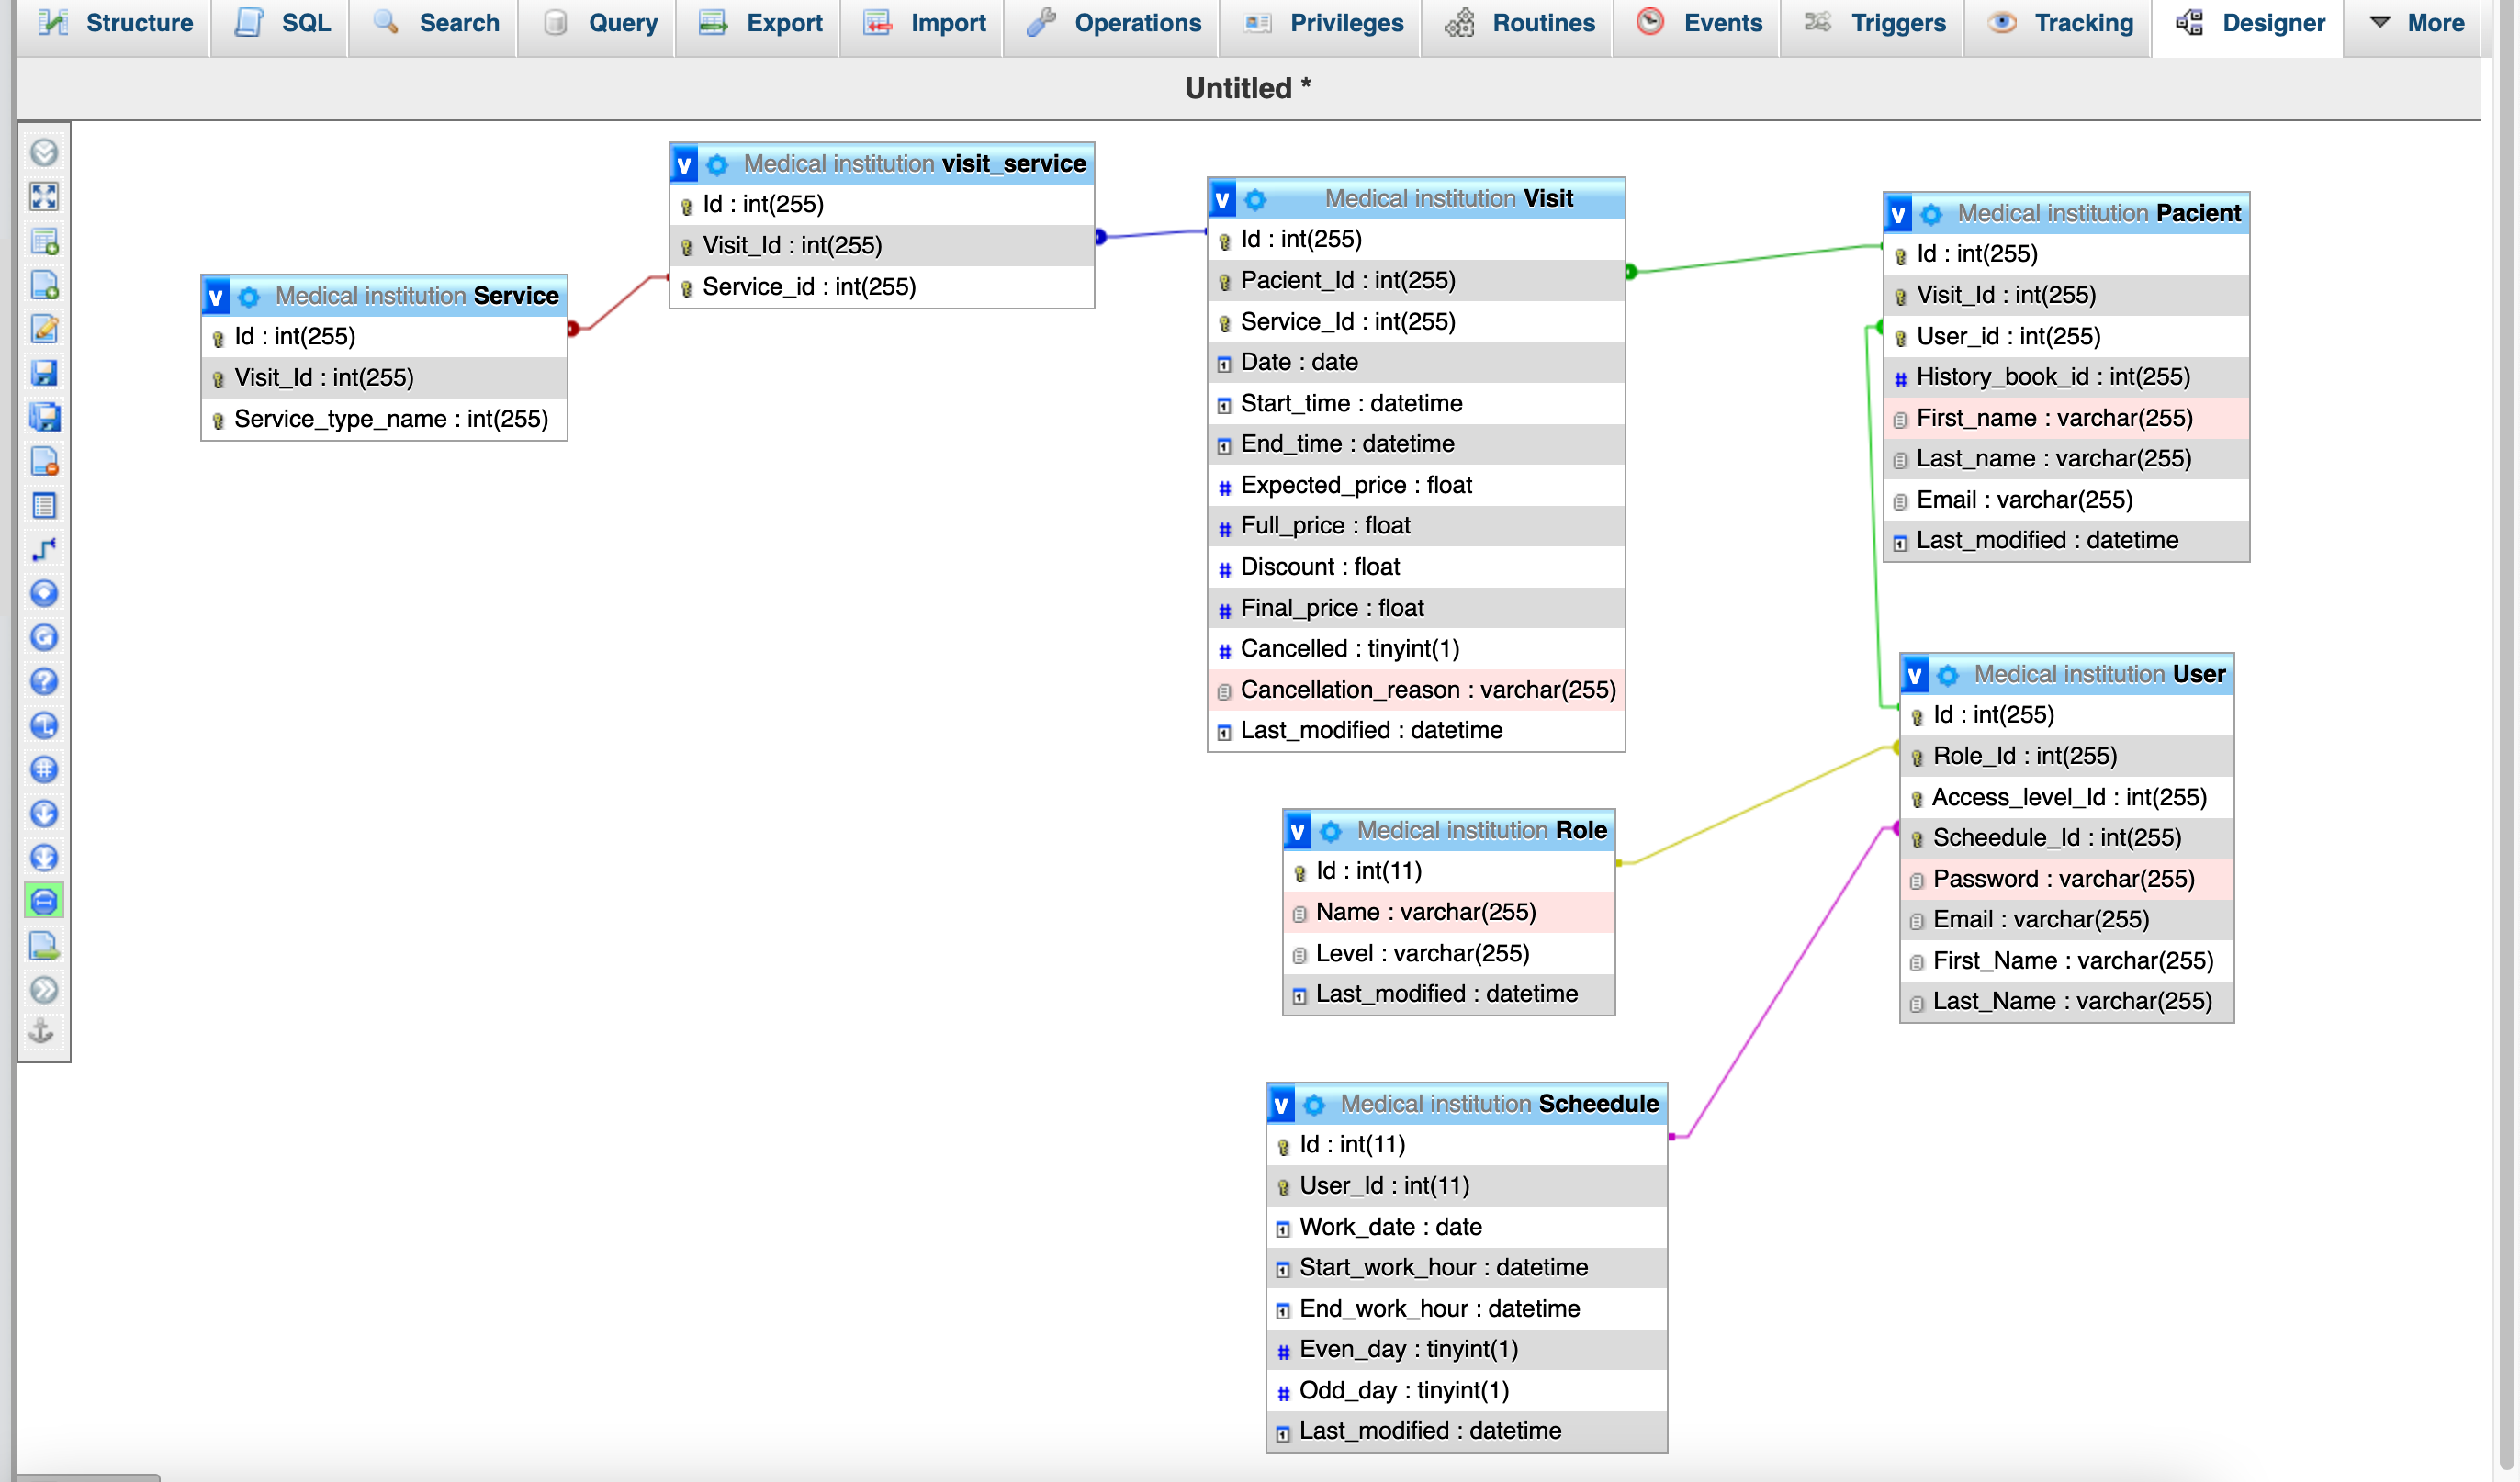 Structure SQL Search Query Export Import Operations Privileges Routines Events Triggers Tracking Designer More
Untitled *
Medical institution visit_service
Id : int(255)
Visit_Id : int(255)
Service_id : int(255)
Medical institution Service
Id : int(255)
Visit_Id : int(255)
Service_type_name : int(255)
Medical institution Visit
Id : int(255)
Pacient_Id : int(255)
Service_Id : int(255)
Date : date
Start_time : datetime
End_time : datetime
Expected_price : float
Full_price : float
Discount : float
Final_price : float
Cancelled : tinyint(1)
Cancellation_reason : varchar(255)
Last_modified : datetime
Medical institution Pacient
Id : int(255)
Visit_Id : int(255)
User_id : int(255)
History_book_id : int(255)
First_name : varchar(255)
Last_name : varchar(255)
Email : varchar(255)
Last_modified : datetime
Medical institution User
Id : int(255)
Role_Id : int(255)
Access_level_Id : int(255)
Scheedule_Id : int(255)
Password : varchar(255)
Email : varchar(255)
First_Name : varchar(255)
Last_Name : varchar(255)
Medical institution Role
Id : int(11)
Name : varchar(255)
Level : varchar(255)
Last_modified : datetime
Medical institution Scheedule
Id : int(11)
User_Id : int(11)
Work_date : date
Start_work_hour : datetime
End_work_hour : datetime
Even_day : tinyint(1)
Odd_day : tinyint(1)
Last_modified : datetime